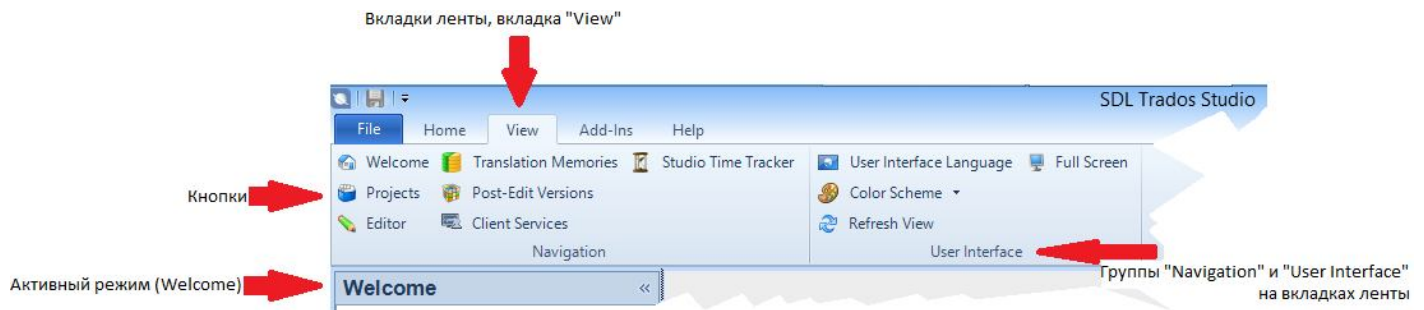 Вкладки ленты, вкладка "View"
SDL Trados Studio
File Home View Add-Ins Help
Welcome Translation Memories Studio Time Tracker User Interface Language Full Screen
Кнопки Projects Post-Edit Versions Color Scheme
Editor Client Services Refresh View
Navigation User Interface
Активный режим (Welcome) Welcome «
Группы "Navigation" и "User Interface"
на вкладках ленты